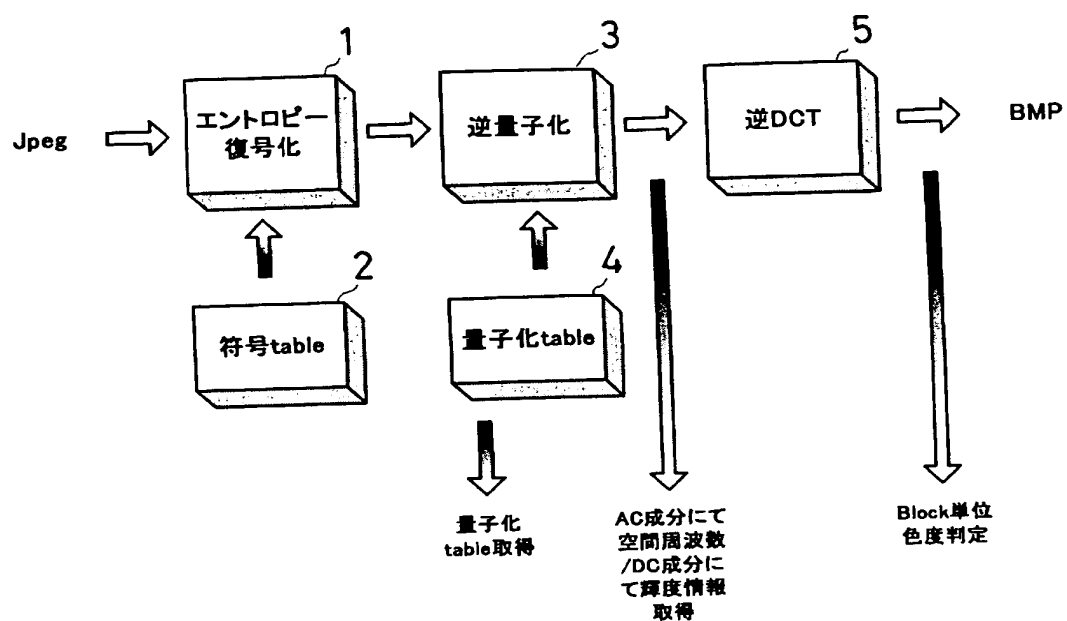 1
3
5
Jpeg
エントロピー
復号化
逆量子化
逆DCT
BMP
2
4
符号table
量子化table
量子化
table取得
AC成分にて
空間周波数
/DC成分に
て輝度情報
取得
Block単位
色度判定